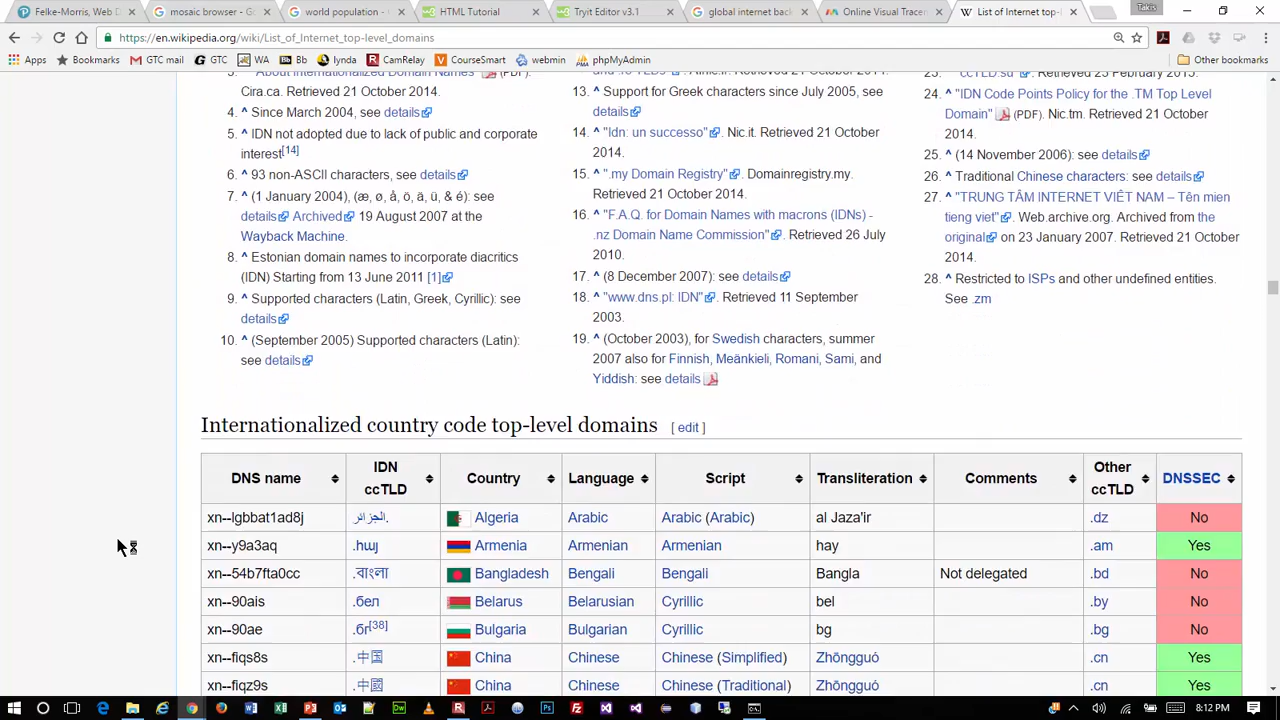 Felke-Morris, Web D
mosaic browser - Go
world population - G
HTML Tutorial
Tryit Editor v3.1
global internet back
Online Visual Tracer
List of Internet top-l
Takis
https://en.wikipedia.org/wiki/List_of_Internet_top-level_domains
Apps
Bookmarks
GTC mail
GTC
WA
Bb
lynda
CamRelay
CourseSmart
webmin
phpMyAdmin
Other bookmarks
"About Internationalized Domain Names" (PDF).
Cira.ca. Retrieved 21 October 2014.
4. ^ Since March 2004, see details
5. ^ IDN not adopted due to lack of public and corporate
interest[14]
6. ^ 93 non-ASCII characters, see details
7. ^ (1 January 2004), (æ, ø, å, ö, ä, ü, & é): see
details Archived 19 August 2007 at the
Wayback Machine.
8. ^ Estonian domain names to incorporate diacritics
(IDN) Starting from 13 June 2011 [1]
9. ^ Supported characters (Latin, Greek, Cyrillic): see
details
10. ^ (September 2005) Supported characters (Latin):
see details
13. ^ Support for Greek characters since July 2005, see
details
14. ^ "Idn: un successo". Nic.it. Retrieved 21 October
2014.
15. ^ ".my Domain Registry". Domainregistry.my.
Retrieved 21 October 2014.
16. ^ "F.A.Q. for Domain Names with macrons (IDNs) -
.nz Domain Name Commission". Retrieved 26 July
2010.
17. ^ (8 December 2007): see details
18. ^ "www.dns.pl: IDN". Retrieved 11 September
2003.
19. ^ (October 2003), for Swedish characters, summer
2007 also for Finnish, Meänkieli, Romani, Sami, and
Yiddish: see details
23. ^ "ccTLD.su". Retrieved 25 February 2015.
24. ^ "IDN Code Points Policy for the .TM Top Level
Domain" (PDF). Nic.tm. Retrieved 21 October
2014.
25. ^ (14 November 2006): see details
26. ^ Traditional Chinese characters: see details
27. ^ "TRUNG TÂM INTERNET VIỆT NAM – Tên mien
tieng viet". Web.archive.org. Archived from the
original on 23 January 2007. Retrieved 21 October
2014.
28. ^ Restricted to ISPs and other undefined entities.
See .zm
Internationalized country code top-level domains [ edit ]
DNS name IDN ccTLD Country Language Script Transliteration Comments Other ccTLD DNSSEC
xn--lgbbat1ad8j الجزائر. Algeria Arabic Arabic (Arabic) al Jaza'ir .dz No
xn--y9a3aq .հայ Armenia Armenian Armenian hay .am Yes
xn--54b7fta0cc .বাংলা Bangladesh Bengali Bengali Bangla Not delegated .bd No
xn--90ais .бел Belarus Belarusian Cyrillic bel .by No
xn--90ae .бг[38] Bulgaria Bulgarian Cyrillic bg .bg No
xn--fiqs8s .中国 China Chinese Chinese (Simplified) Zhōngguó .cn Yes
xn--fiqz9s .中國 China Chinese Chinese (Traditional) Zhōngguó .cn Yes
8:12 PM